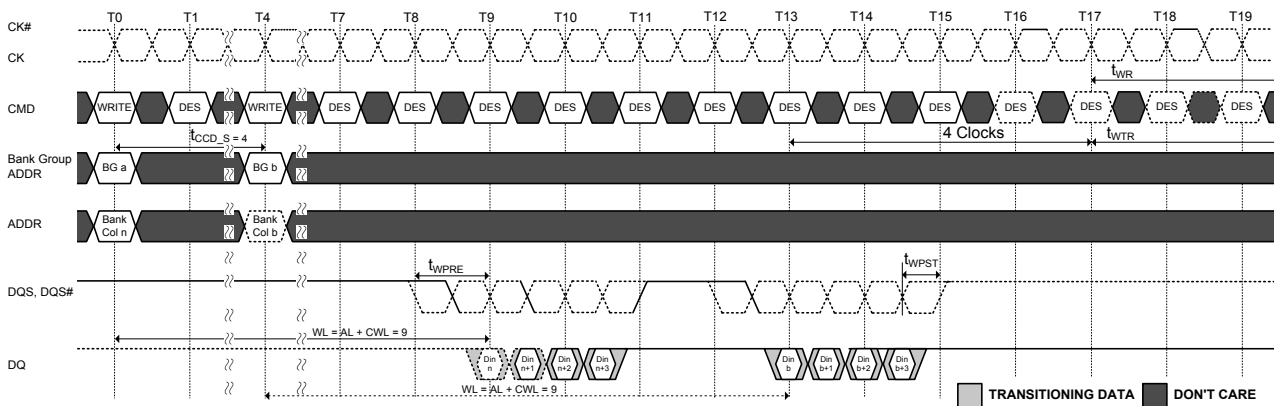 CK#
T0 T1 T4 T7 T8 T9 T10 T11 T12 T13 T14 T15 T16 T17 T18 T19
CK
tWR
CMD WRITE DES WRITE DES DES DES DES DES DES DES DES DES DES DES DES DES
tCCD_S = 4
4 Clocks
tWTR
Bank Group
ADDR
BG a BG b
ADDR
Bank
Col n
Bank
Col b
tWPRE
tWPST
DQS, DQS#
WL = AL + CWL = 9
DQ
Din
n
Din
n+1
Din
n+2
Din
n+3
Din
b
Din
b+1
Din
b+2
Din
b+3
WL = AL + CWL = 9
TRANSITIONING DATA
DON'T CARE